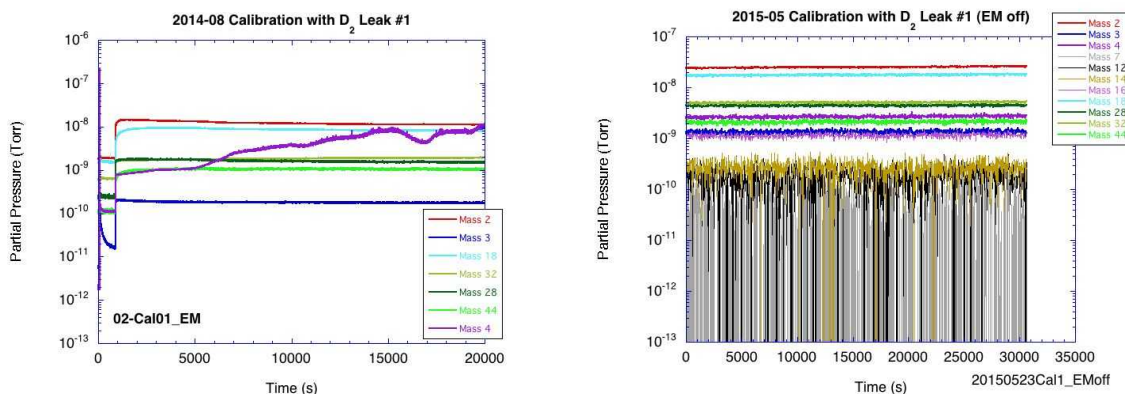 2014-08 Calibration with D2 Leak #1
Partial Pressure (Torr)
10-6
10-7
10-8
10-9
10-10
10-11
10-12
10-13
02-Cal01_EM
Mass 2
Mass 3
Mass 18
Mass 32
Mass 28
Mass 44
Mass 4
0 5000 10000 15000 20000
Time (s)
2015-05 Calibration with D2 Leak #1 (EM off)
Partial Pressure (Torr)
10-7
10-8
10-9
10-10
10-11
10-12
10-13
Mass 2
Mass 3
Mass 4
Mass 7
Mass 12
Mass 14
Mass 16
Mass 18
Mass 28
Mass 32
Mass 44
0 5000 10000 15000 20000 25000 30000 35000
Time (s)
20150523Cal1_EMoff